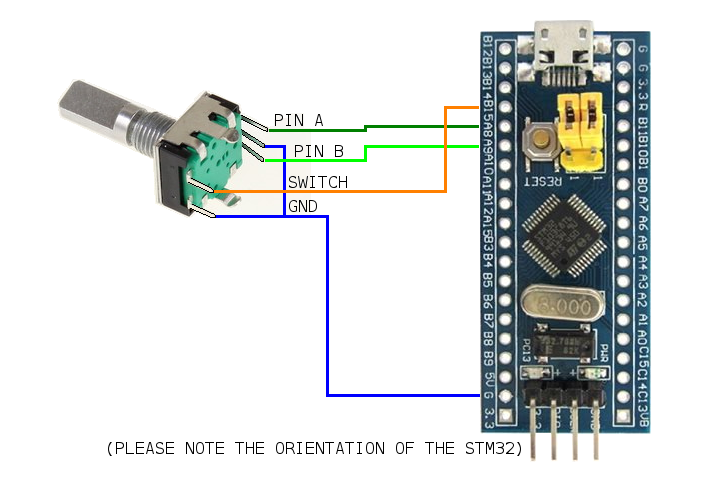 PIN A
PIN B
SWITCH
GND
B12 B13 B14 B15 A8 A9 A10 A11 A12 A15 B3 B4 B5 B6 B7 B8 B9 5V G 3.3
G G 3.3 R B11 B10 B1 B0 A7 A6 A5 A4 A3 A2 A1 A0 C15 C14 C13 VB
RESET
1
1
8.000
PC13
PWR
(PLEASE NOTE THE ORIENTATION OF THE STM32)